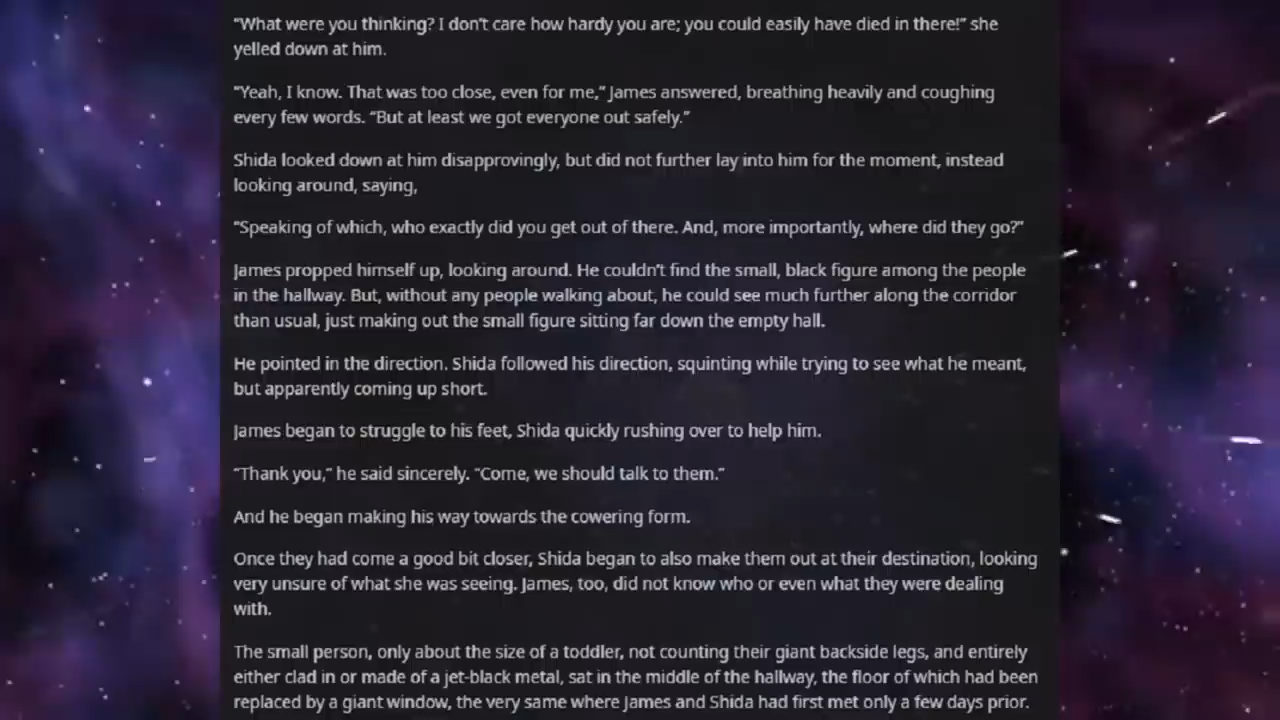 “What were you thinking? I don’t care how hardy you are; you could easily have died in there!” she
yelled down at him.
“Yeah, I know. That was too close, even for me,” James answered, breathing heavily and coughing
every few words. “But at least we got everyone out safely.”
Shida looked down at him disapprovingly, but did not further lay into him for the moment, instead
looking around, saying,
“Speaking of which, who exactly did you get out of there. And, more importantly, where did they go?”
James propped himself up, looking around. He couldn’t find the small, black figure among the people
in the hallway. But, without any people walking about, he could see much further along the corridor
than usual, just making out the small figure sitting far down the empty hall.
He pointed in the direction. Shida followed his direction, squinting while trying to see what he meant,
but apparently coming up short.
James began to struggle to his feet, Shida quickly rushing over to help him.
“Thank you,” he said sincerely. “Come, we should talk to them.”
And he began making his way towards the cowering form.
Once they had come a good bit closer, Shida began to also make them out at their destination, looking
very unsure of what she was seeing. James, too, did not know who or even what they were dealing
with.
The small person, only about the size of a toddler, not counting their giant backside legs, and entirely
either clad in or made of a jet-black metal, sat in the middle of the hallway, the floor of which had been
replaced by a giant window, the very same where James and Shida had first met only a few days prior.